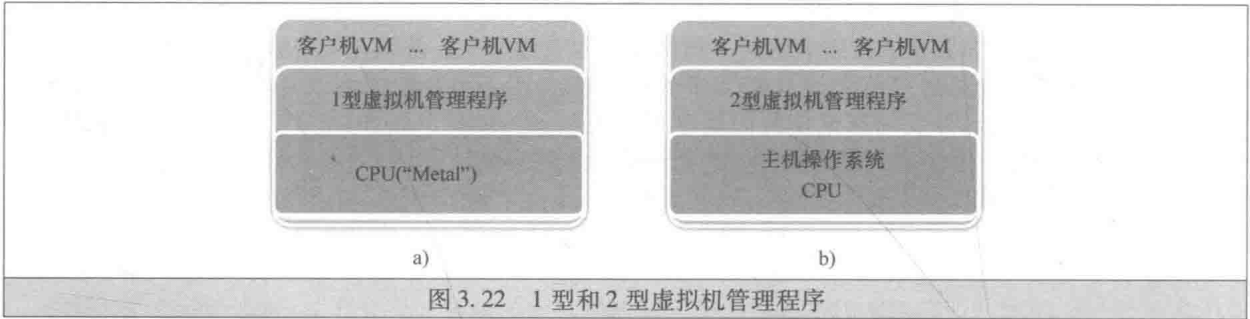 客户机VM ... 客户机VM
1型虚拟机管理程序
CPU(“Metal”)
a)
客户机VM ... 客户机VM
2型虚拟机管理程序
主机操作系统
CPU
b)
图 3.22 1 型和 2 型虚拟机管理程序